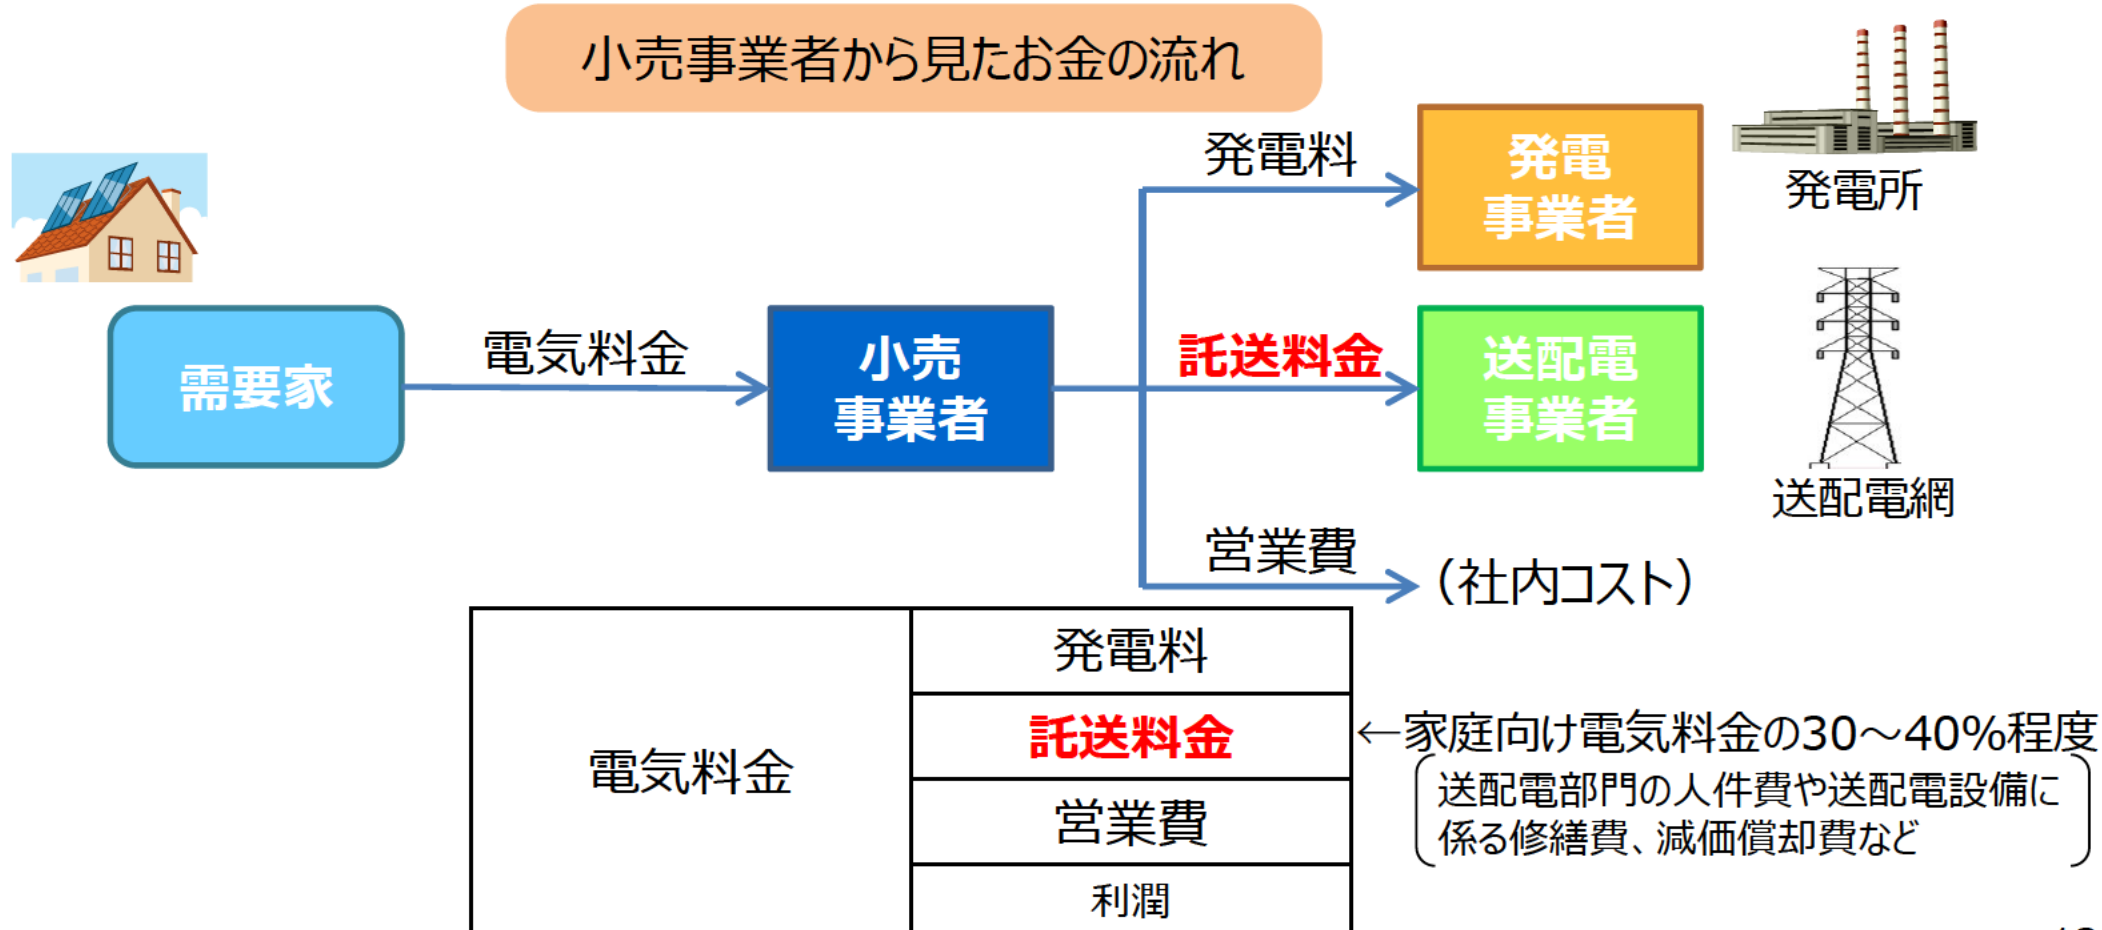 小売事業者から見たお金の流れ
発電料
発電
事業者
発電所
需要家
電気料金
小売
事業者
託送料金
送配電
事業者
送配電網
営業費
（社内コスト）
電気料金
発電料
託送料金
←家庭向け電気料金の30～40%程度
送配電部門の人件費や送配電設備に
係る修繕費、減価償却費など
営業費
利潤